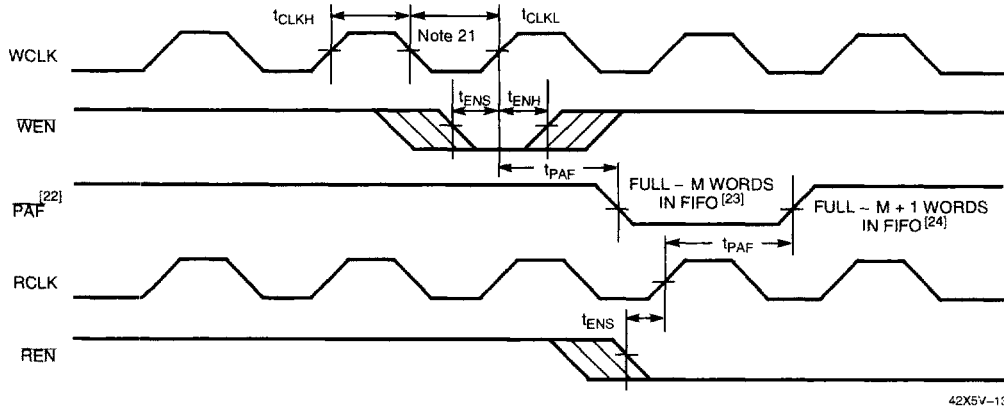 tCLKH
tCLKL
Note 21
WCLK
tENS
tENH
WEN
tPAF
PAF[22]
FULL – M WORDS
IN FIFO[23]
FULL – M + 1 WORDS
IN FIFO[24]
tPAF
RCLK
tENS
REN
42X5V–13